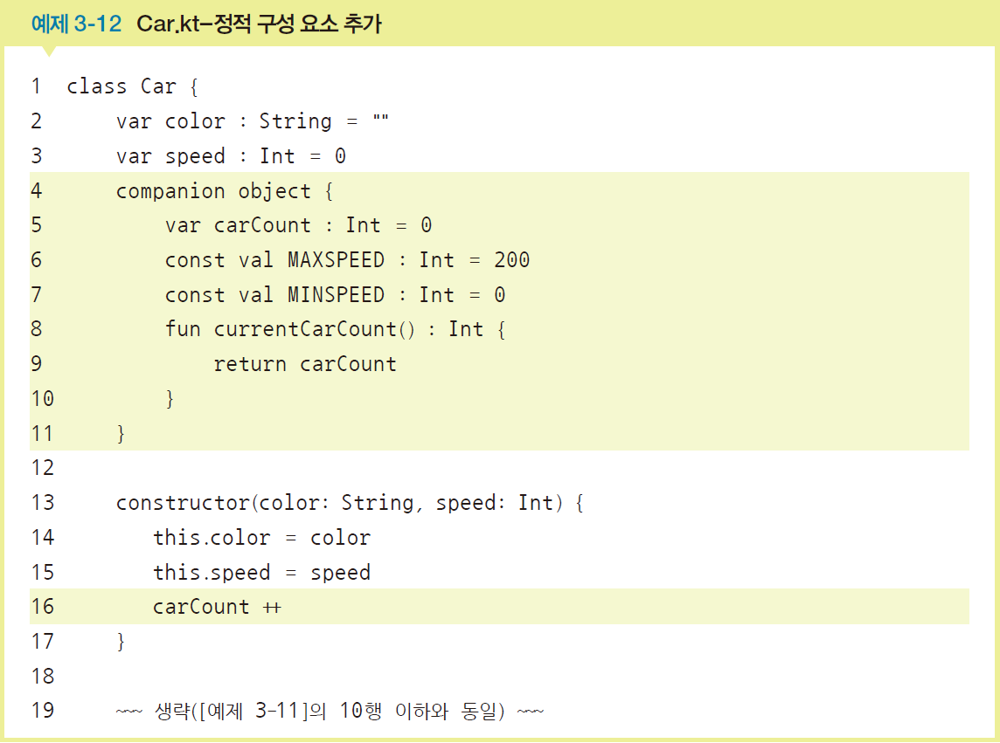 예제 3-12 Car.kt–정적 구성 요소 추가
1 class Car {
2     var color : String = ""
3     var speed : Int = 0
4     companion object {
5         var carCount : Int = 0
6         const val MAXSPEED : Int = 200
7         const val MINSPEED : Int = 0
8         fun currentCarCount() : Int {
9             return carCount
10         }
11     }
12
13     constructor(color: String, speed: Int) {
14        this.color = color
15        this.speed = speed
16        carCount ++
17     }
18
19     ~~~ 생략([예제 3-11]의 10행 이하와 동일) ~~~